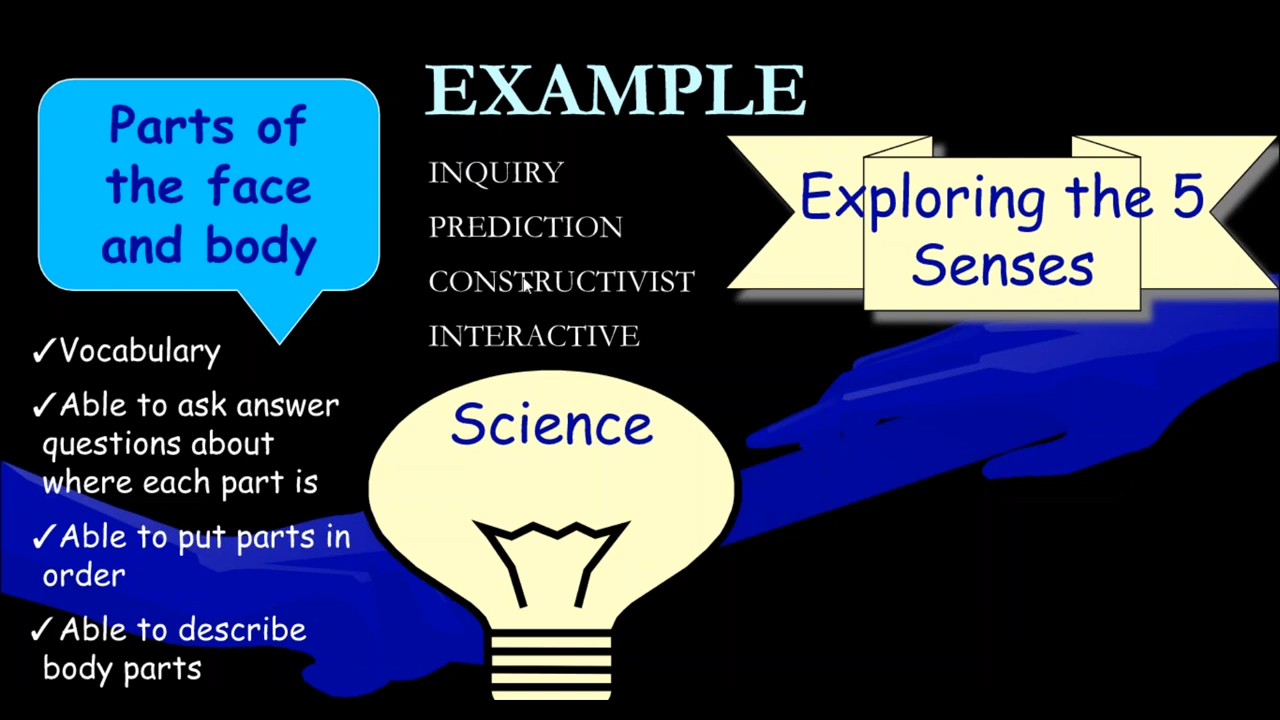 EXAMPLE
Parts of
the face
and body
INQUIRY
PREDICTION
CONSTRUCTIVIST
INTERACTIVE
Exploring the 5
Senses
✓Vocabulary
✓Able to ask answer
questions about
where each part is
✓Able to put parts in
order
✓Able to describe
body parts
Science